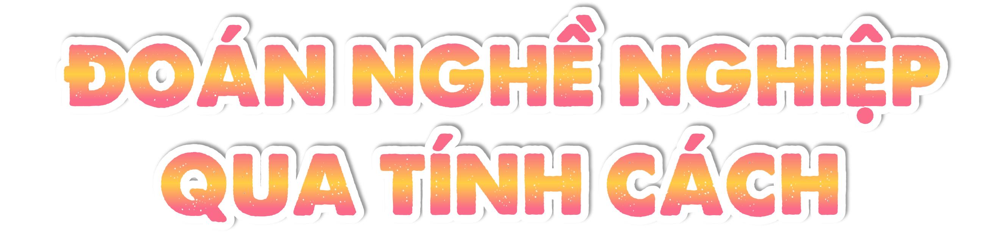 ĐOÁN NGHỀ NGHIỆP
QUA TÍNH CÁCH